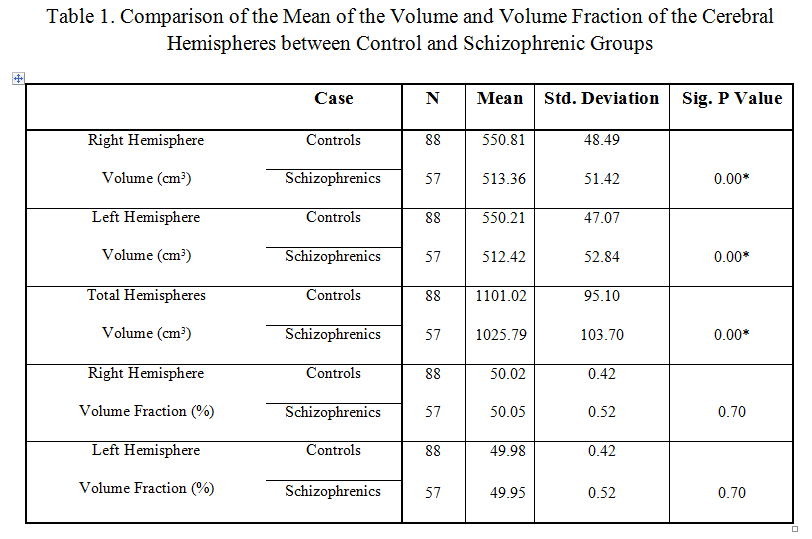 Table 1. Comparison of the Mean of the Volume and Volume Fraction of the Cerebral
Hemispheres between Control and Schizophrenic Groups
Case N Mean Std. Deviation Sig. P Value
Right Hemisphere Controls 88 550.81 48.49
Volume (cm³) Schizophrenics 57 513.36 51.42 0.00*
Left Hemisphere Controls 88 550.21 47.07
Volume (cm³) Schizophrenics 57 512.42 52.84 0.00*
Total Hemispheres Controls 88 1101.02 95.10
Volume (cm³) Schizophrenics 57 1025.79 103.70 0.00*
Right Hemisphere Controls 88 50.02 0.42
Volume Fraction (%) Schizophrenics 57 50.05 0.52 0.70
Left Hemisphere Controls 88 49.98 0.42
Volume Fraction (%) Schizophrenics 57 49.95 0.52 0.70